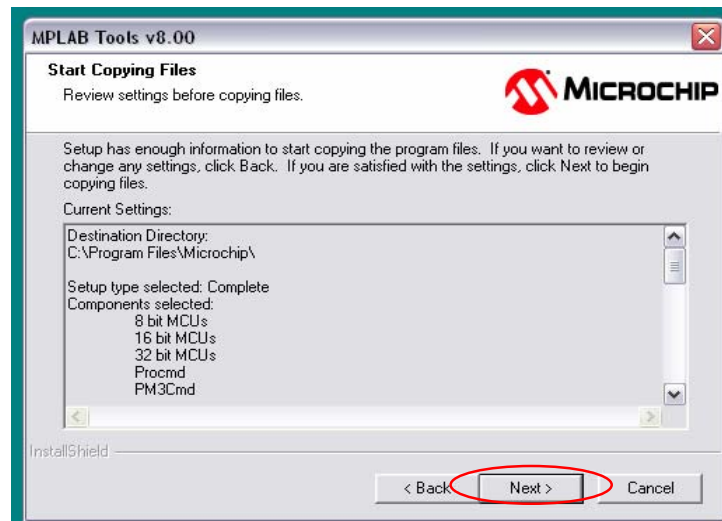 MPLAB Tools v8.00
Start Copying Files
Review settings before copying files.
MICROCHIP
Setup has enough information to start copying the program files. If you want to review or
change any settings, click Back. If you are satisfied with the settings, click Next to begin
copying files.
Current Settings:
Destination Directory:
C:\Program Files\Microchip\
Setup type selected: Complete
Components selected:
8 bit MCUs
16 bit MCUs
32 bit MCUs
Procmd
PM3Cmd
InstallShield
< Back
Next >
Cancel